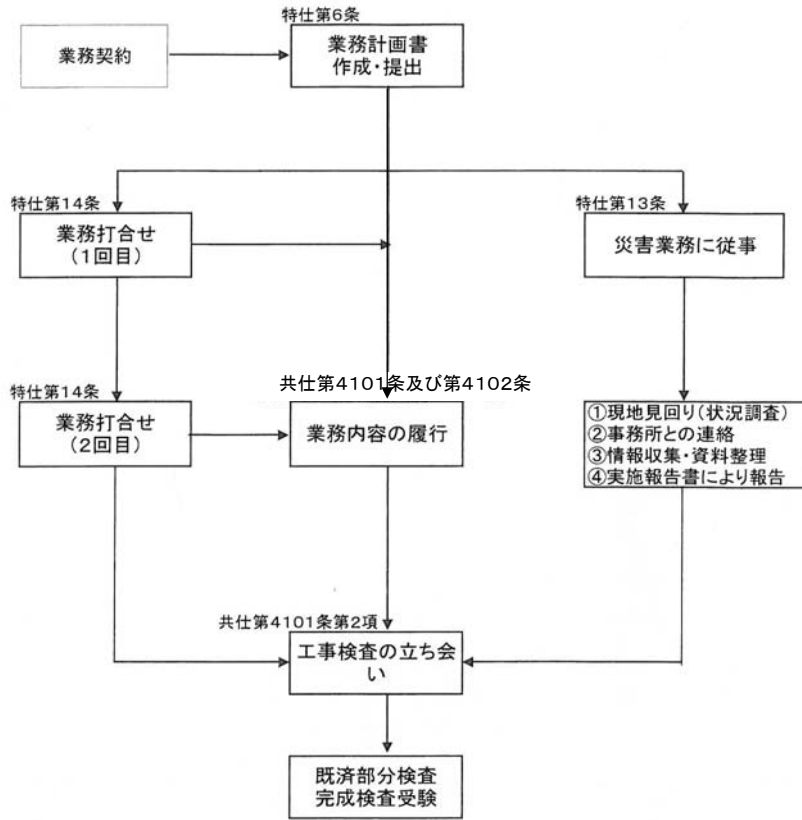 特仕第6条
業務契約
業務計画書
作成・提出
特仕第14条
業務打合せ
(1回目)
特仕第13条
災害業務に従事
特仕第14条
業務打合せ
(2回目)
共仕第4101条及び第4102条
業務内容の履行
①現地見回り(状況調査)
②事務所との連絡
③情報収集・資料整理
④実施報告書により報告
共仕第4101条第2項
工事検査の立ち会
い
既済部分検査
完成検査受験